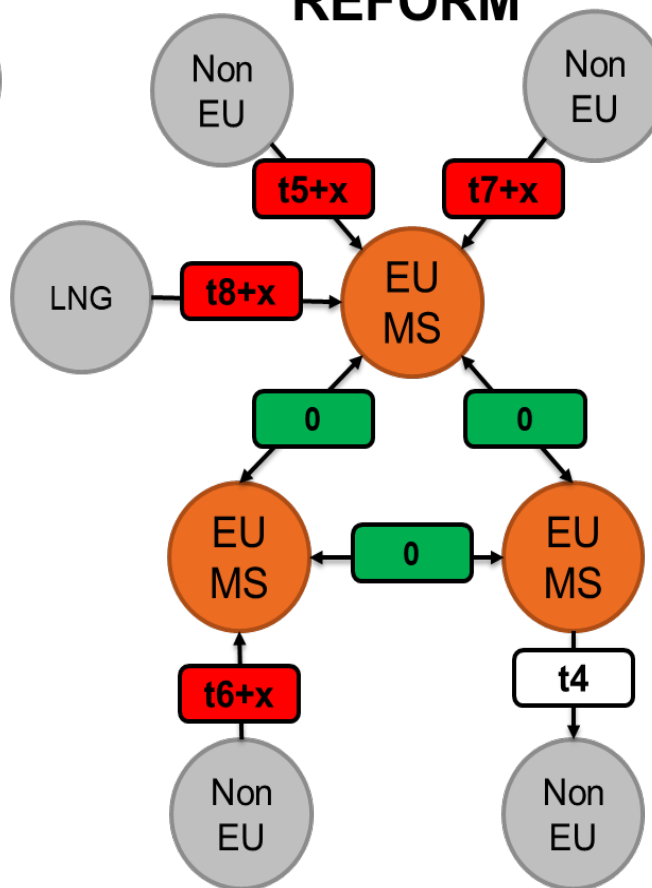 REFORM
Non
EU
Non
EU
t5+x
t7+x
LNG
t8+x
EU
MS
0
0
EU
MS
0
EU
MS
t6+x
t4
Non
EU
Non
EU